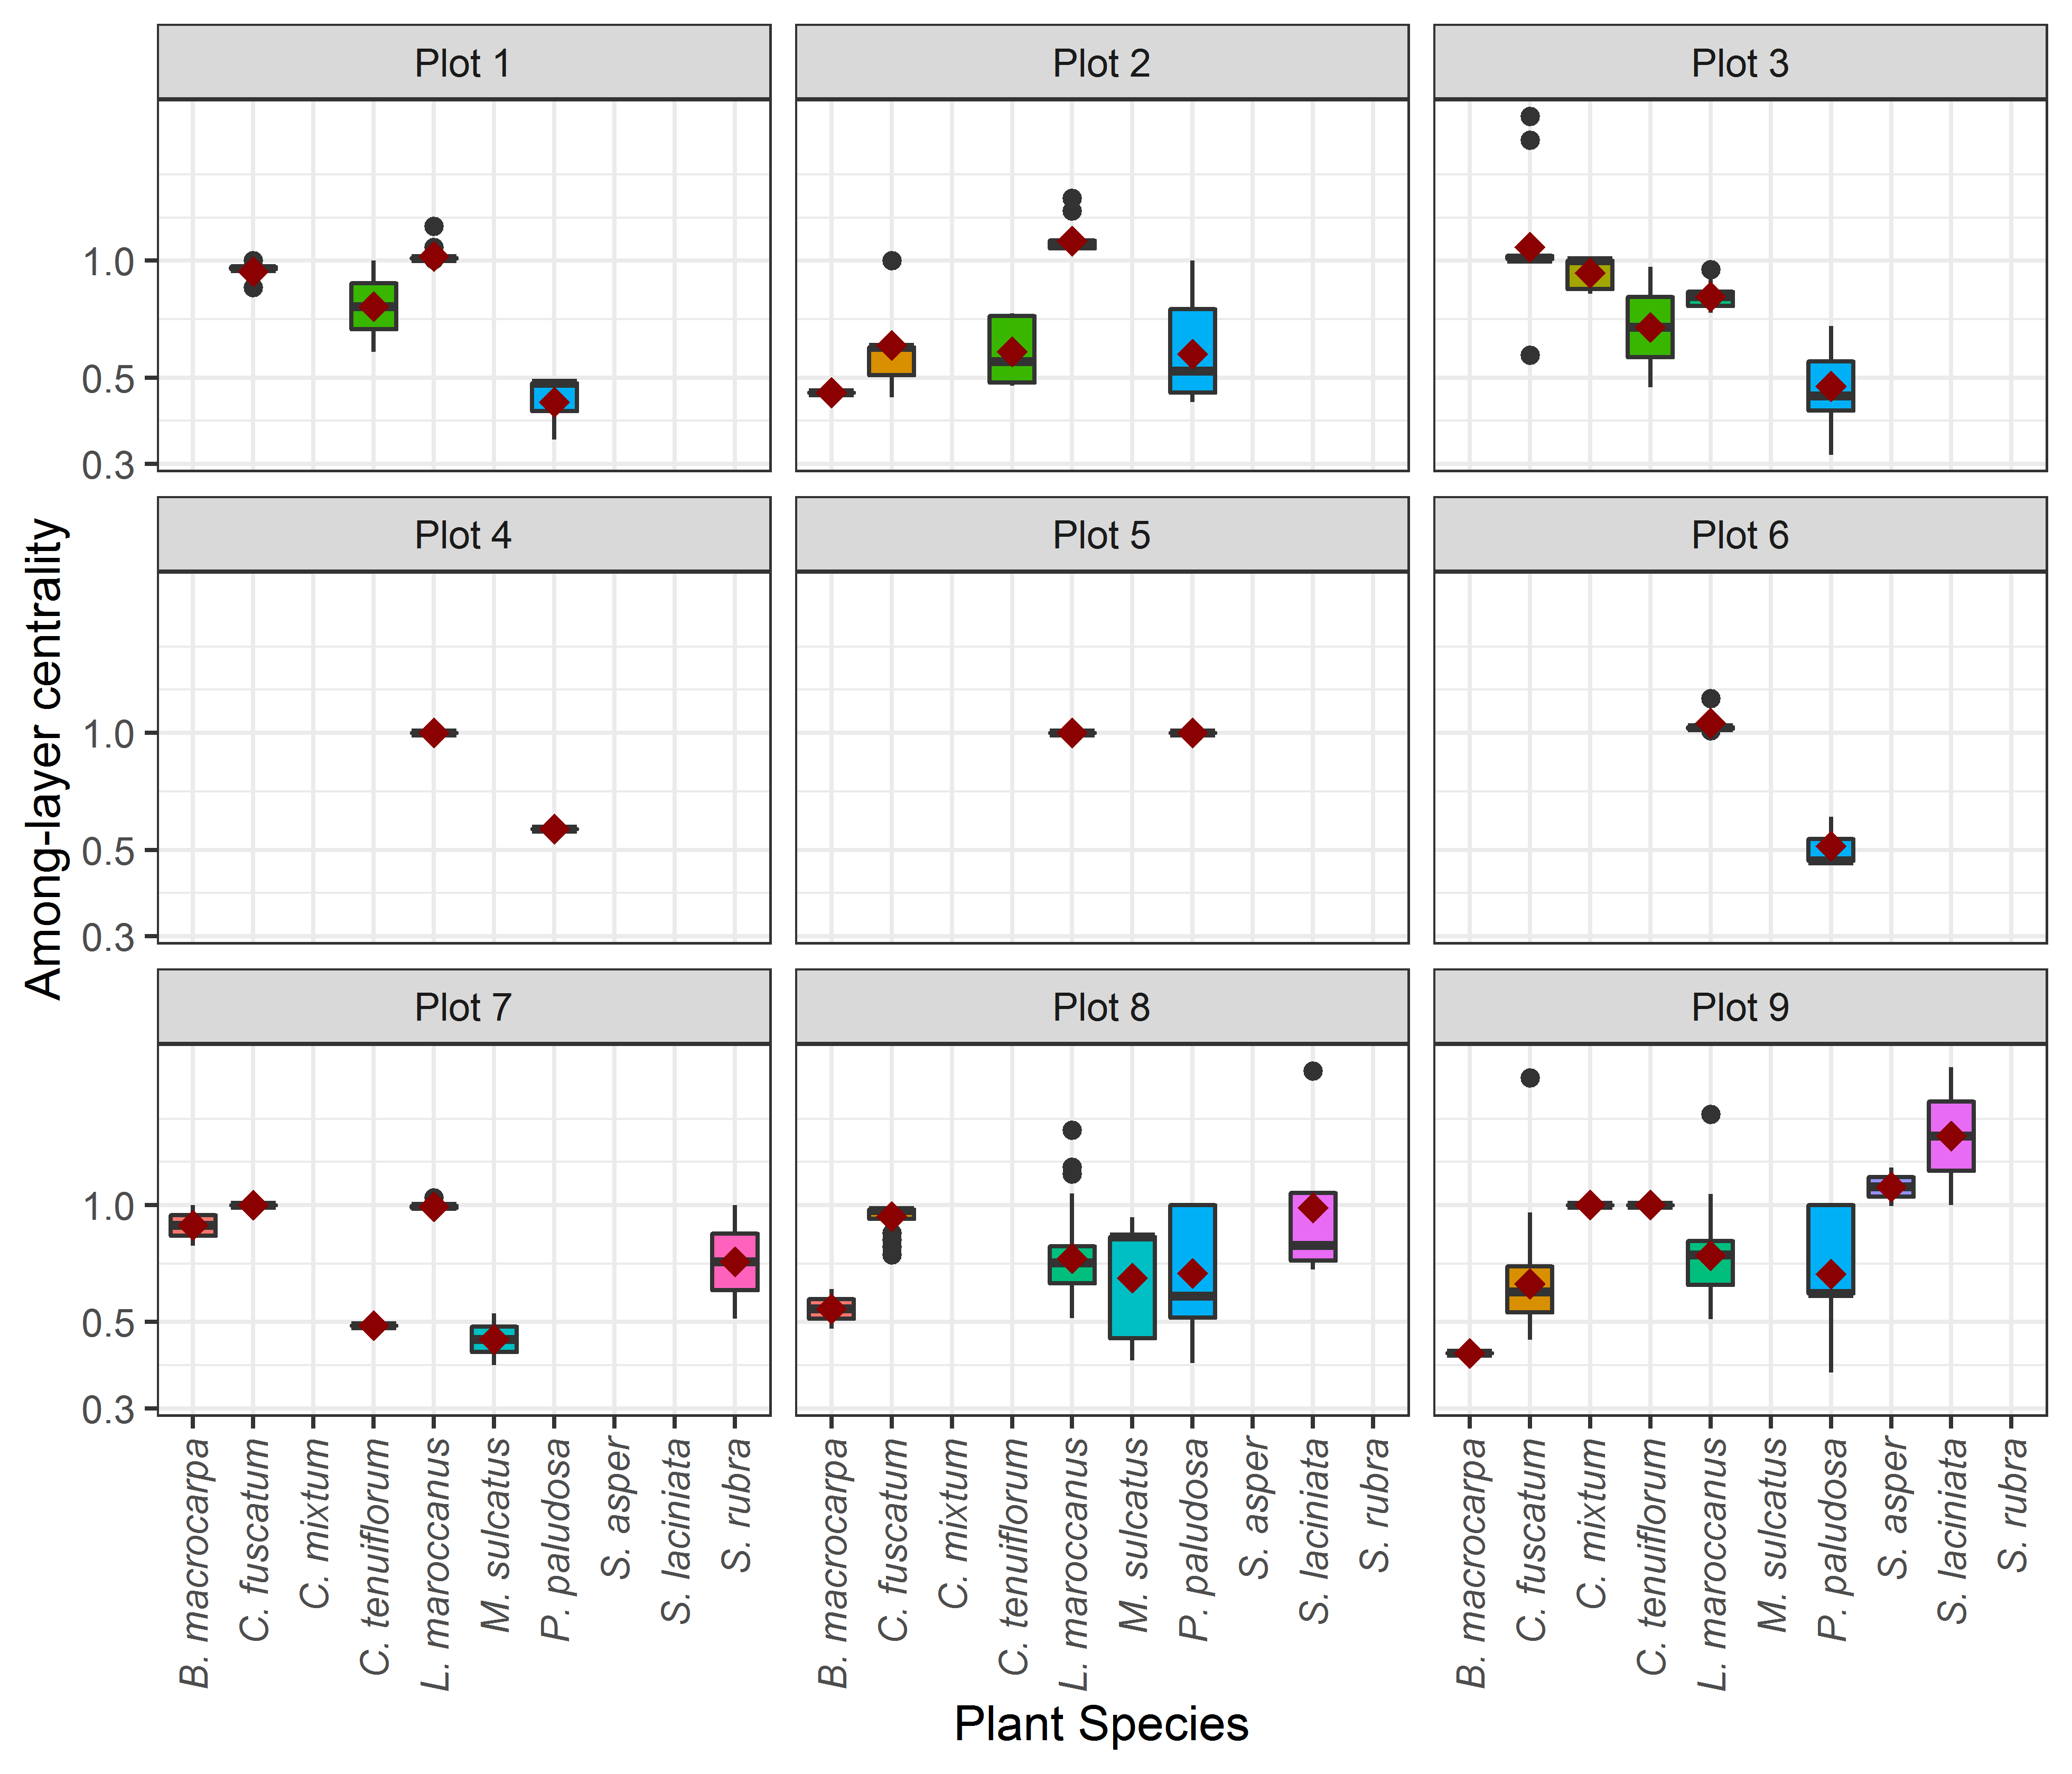 Plot 1
Plot 2
Plot 3
1.0
0.5
0.3
Plot 4
Plot 5
Plot 6
1.0
0.5
0.3
Among-layer centrality
Plot 7
Plot 8
Plot 9
1.0
0.5
0.3
B. macrocarpa
C. fuscatum
C. mixtum
C. tenuiflorum
L. maroccanus
M. sulcatus
P. paludosa
S. asper
S. laciniata
S. rubra
B. macrocarpa
C. fuscatum
C. mixtum
C. tenuiflorum
L. maroccanus
M. sulcatus
P. paludosa
S. asper
S. laciniata
S. rubra
B. macrocarpa
C. fuscatum
C. mixtum
C. tenuiflorum
L. maroccanus
M. sulcatus
P. paludosa
S. asper
S. laciniata
S. rubra
Plant Species